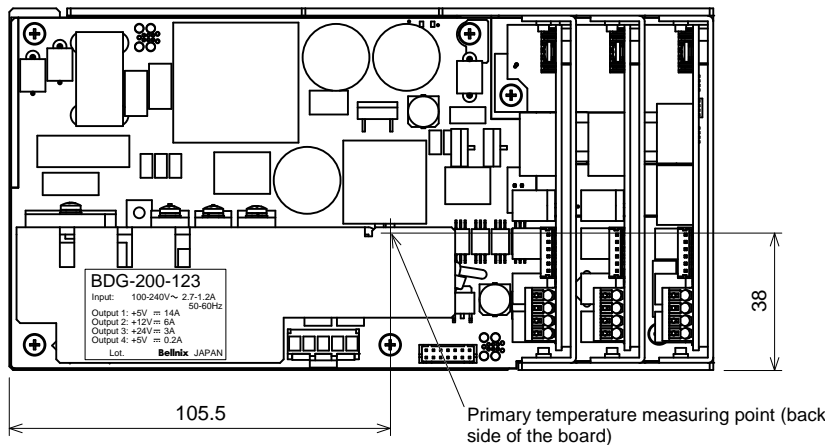 BDG-200-123
Input: 100-240V～ 2.7-1.2A
50-60Hz
Output 1: +5V ⎓ 14A
Output 2: +12V ⎓ 6A
Output 3: +24V ⎓ 3A
Output 4: +5V ⎓ 0.2A
Lot. Bellnix JAPAN
38
105.5
Primary temperature measuring point (back
side of the board)